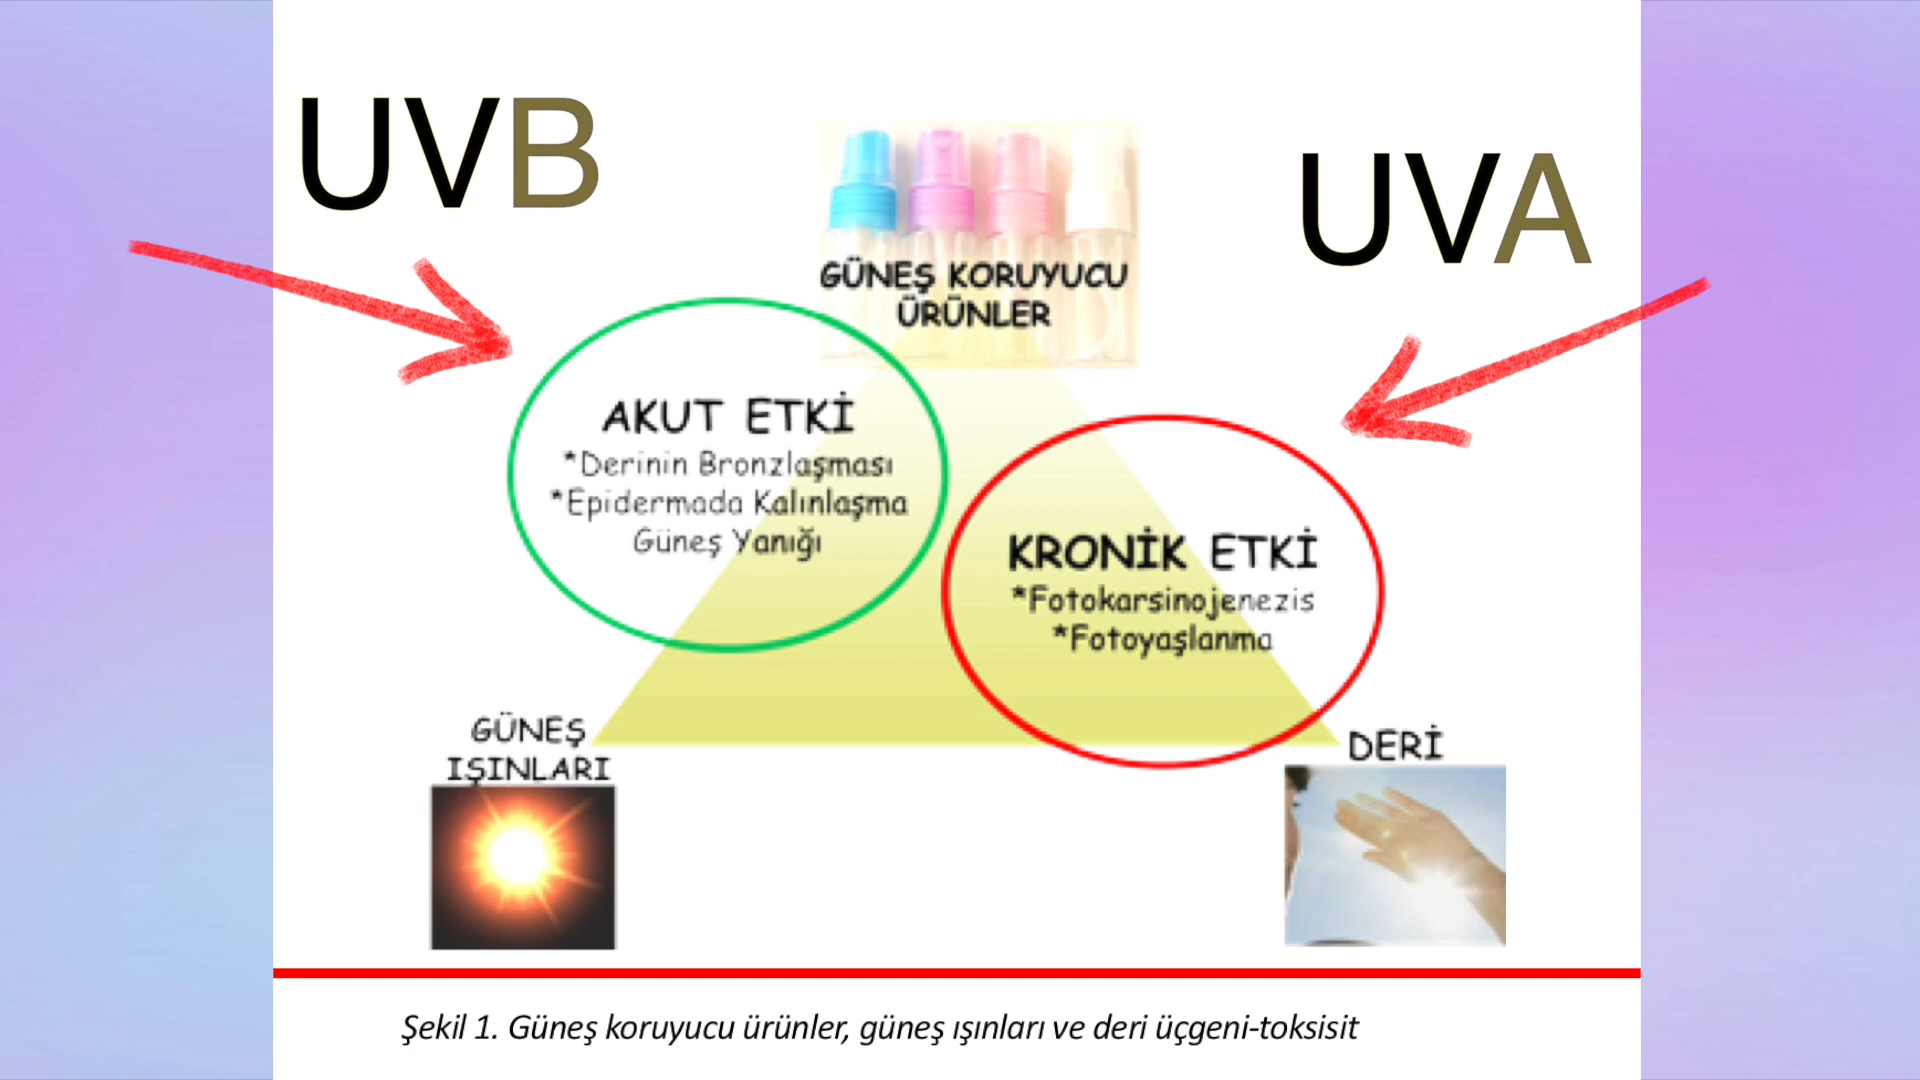 UVB
UVA
GÜNEŞ KORUYUCU
ÜRÜNLER
AKUT ETKİ
*Derinin Bronzlaşması
*Epidermada Kalınlaşma
Güneş Yanığı
KRONİK ETKİ
*Fotokarsinojenezis
*Fotoyaşlanma
GÜNEŞ
IŞINLARI
DERİ
Şekil 1. Güneş koruyucu ürünler, güneş ışınları ve deri üçgeni-toksisit